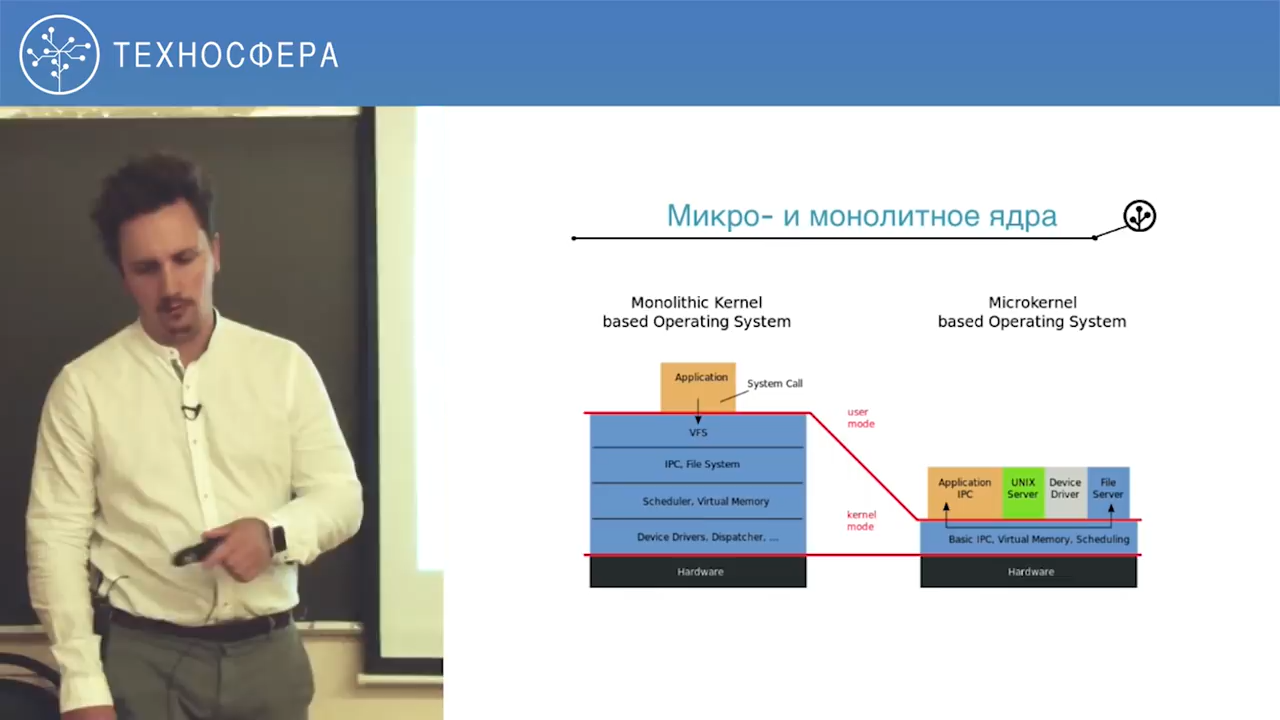 ТЕХНОСФЕРА
Микро- и монолитное ядра
Monolithic Kernel
based Operating System
Application
System Call
VFS
IPC, File System
Scheduler, Virtual Memory
Device Drivers, Dispatcher, ...
Hardware
user
mode
kernel
mode
Microkernel
based Operating System
Application
IPC
UNIX
Server
Device
Driver
File
Server
Basic IPC, Virtual Memory, Scheduling
Hardware